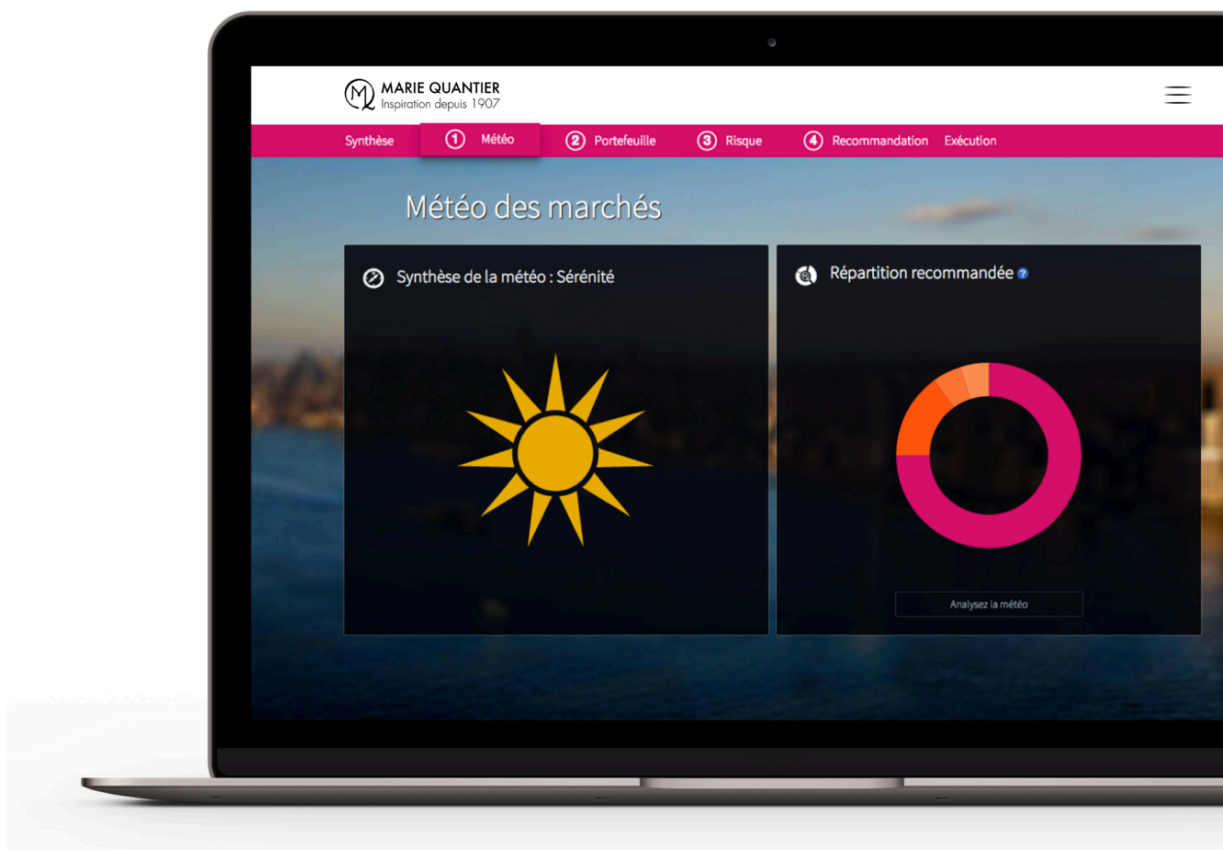 MARIE QUANTIER
Inspiration depuis 1907
Synthèse 1 Météo 2 Portefeuille 3 Risque 4 Recommandation Exécution
Météo des marchés
Synthèse de la météo : Sérénité
Répartition recommandée ?
Analysez la météo